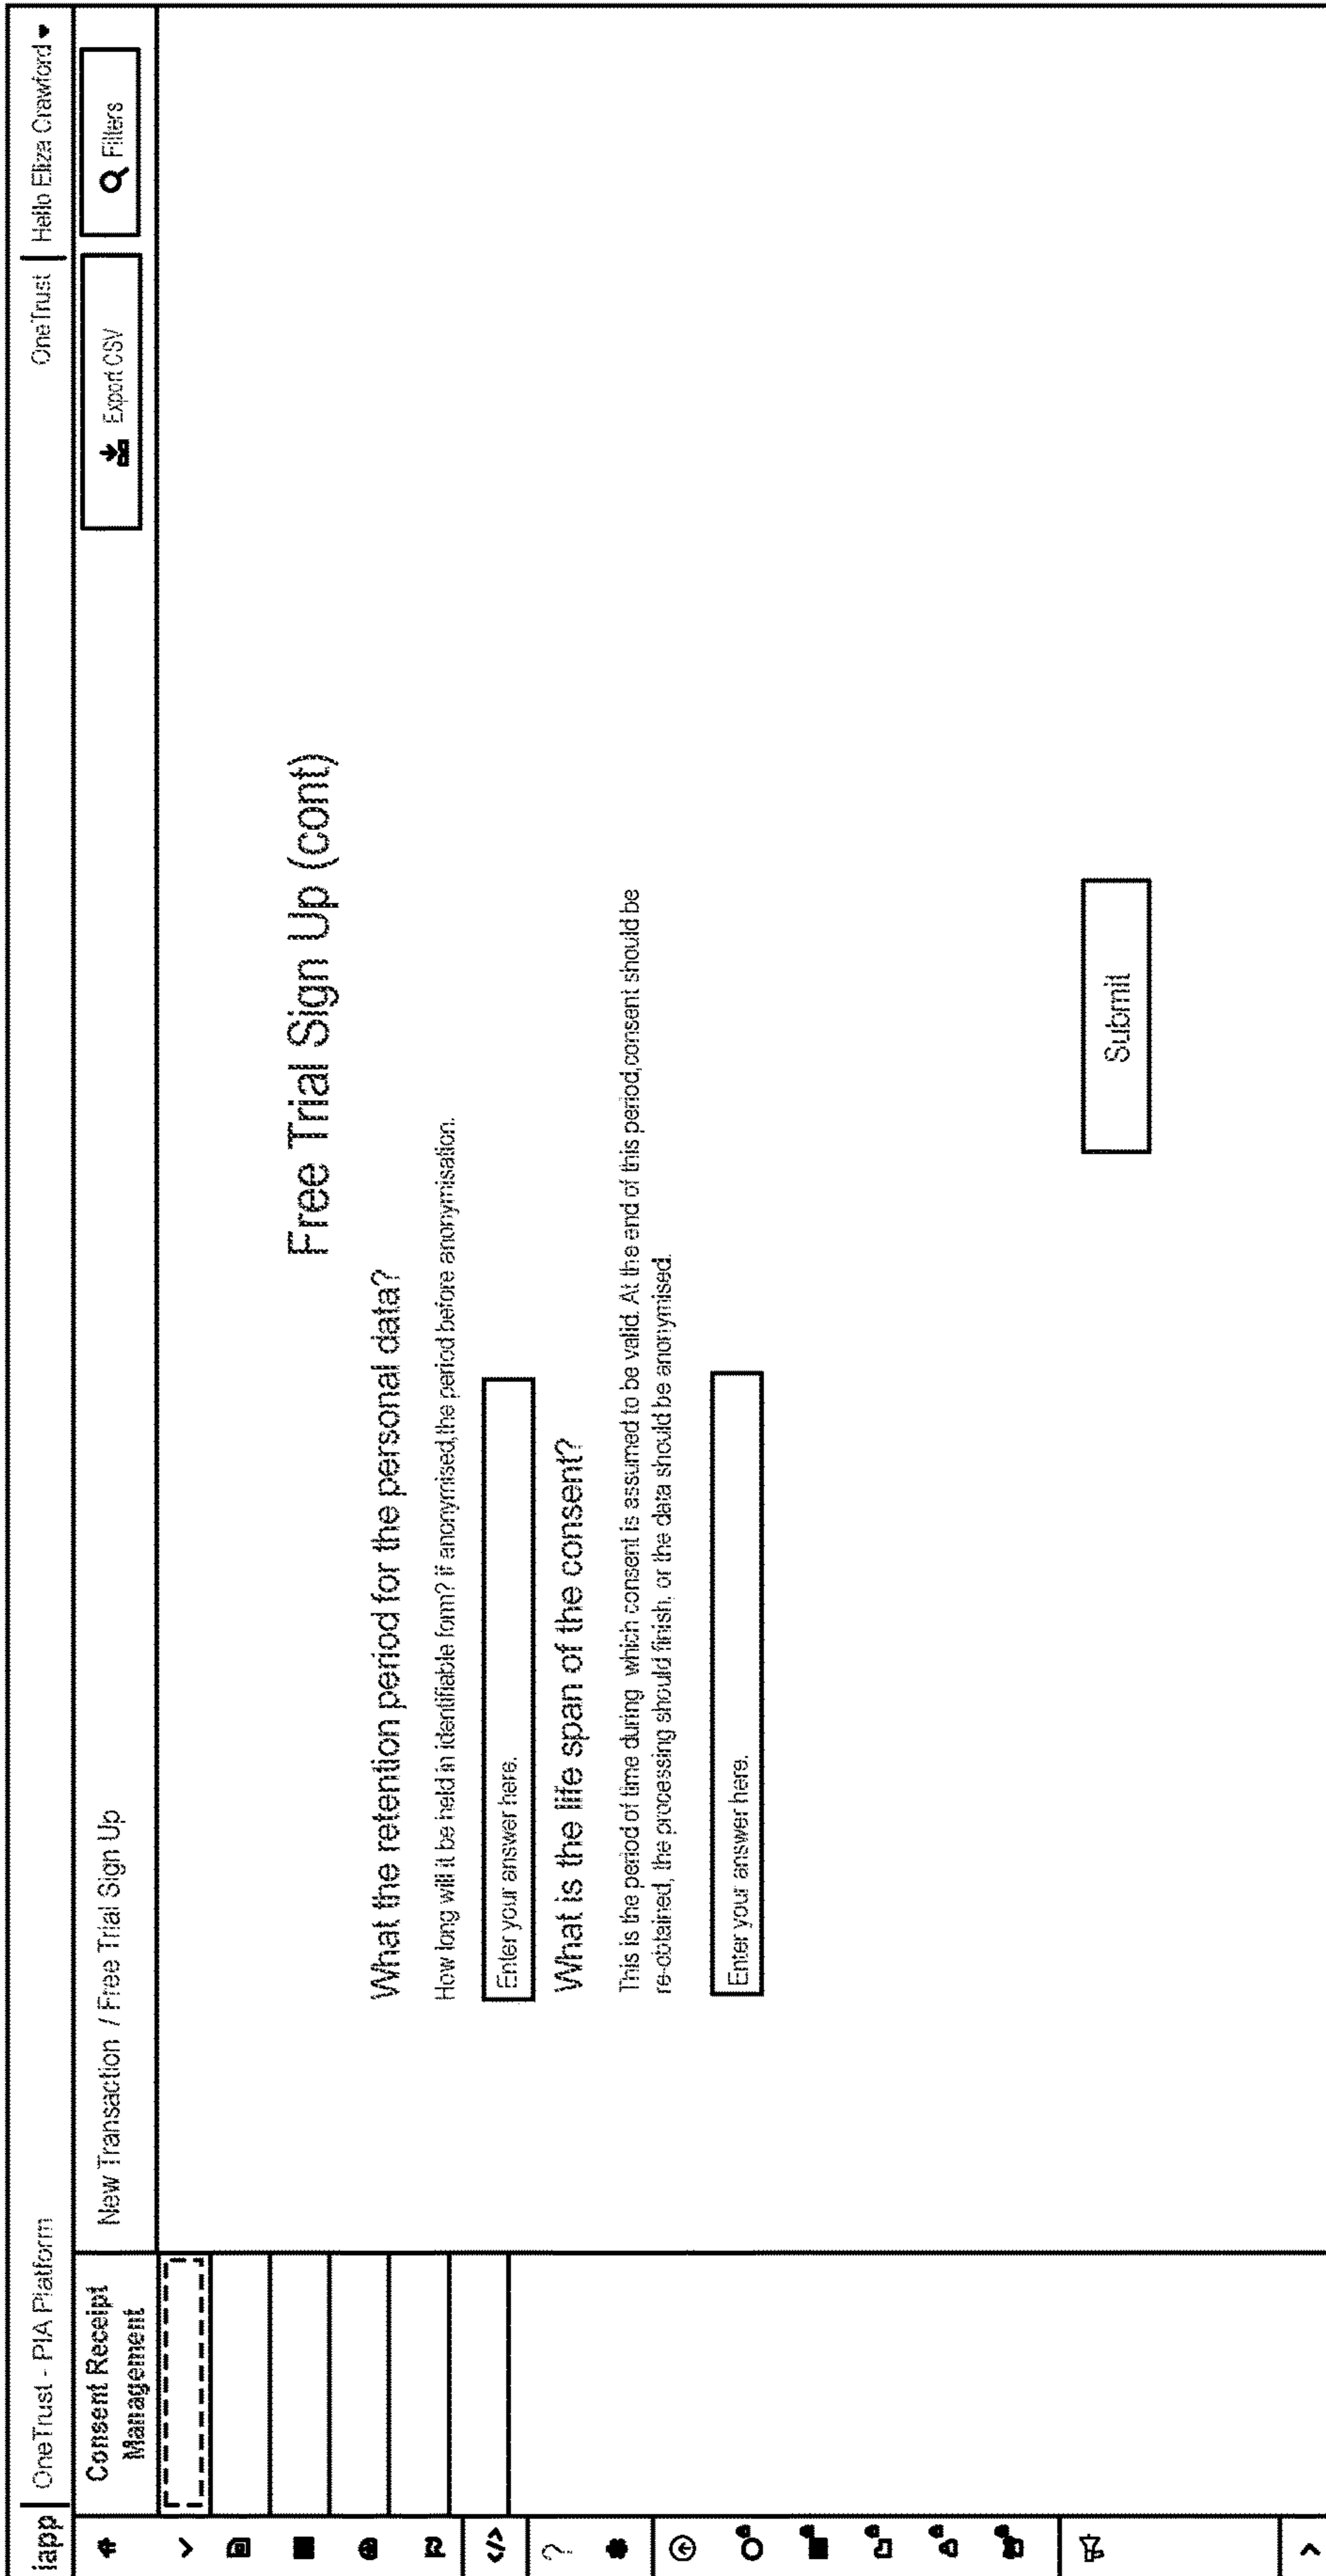 iapp | OneTrust - PIA Platform
OneTrust | Hello Eliza Crawford
Consent Receipt
Management
New Transaction / Free Trial Sign Up
Export CSV
Filters
Free Trial Sign Up (cont)
What the retention period for the personal data?
How long will it be held in identifiable form? If anonymised,the period before anonymisation.
Enter your answer here.
What is the life span of the consent?
This is the period of time during which consent is assumed to be valid. At the end of this period,consent should be
re-obtained, the processing should finish, or the data should be anonymised.
Enter your answer here.
Submit